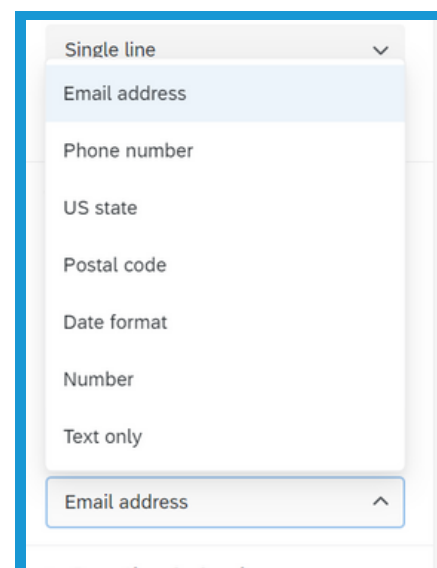 Single line
Email address
Phone number
US state
Postal code
Date format
Number
Text only
Email address